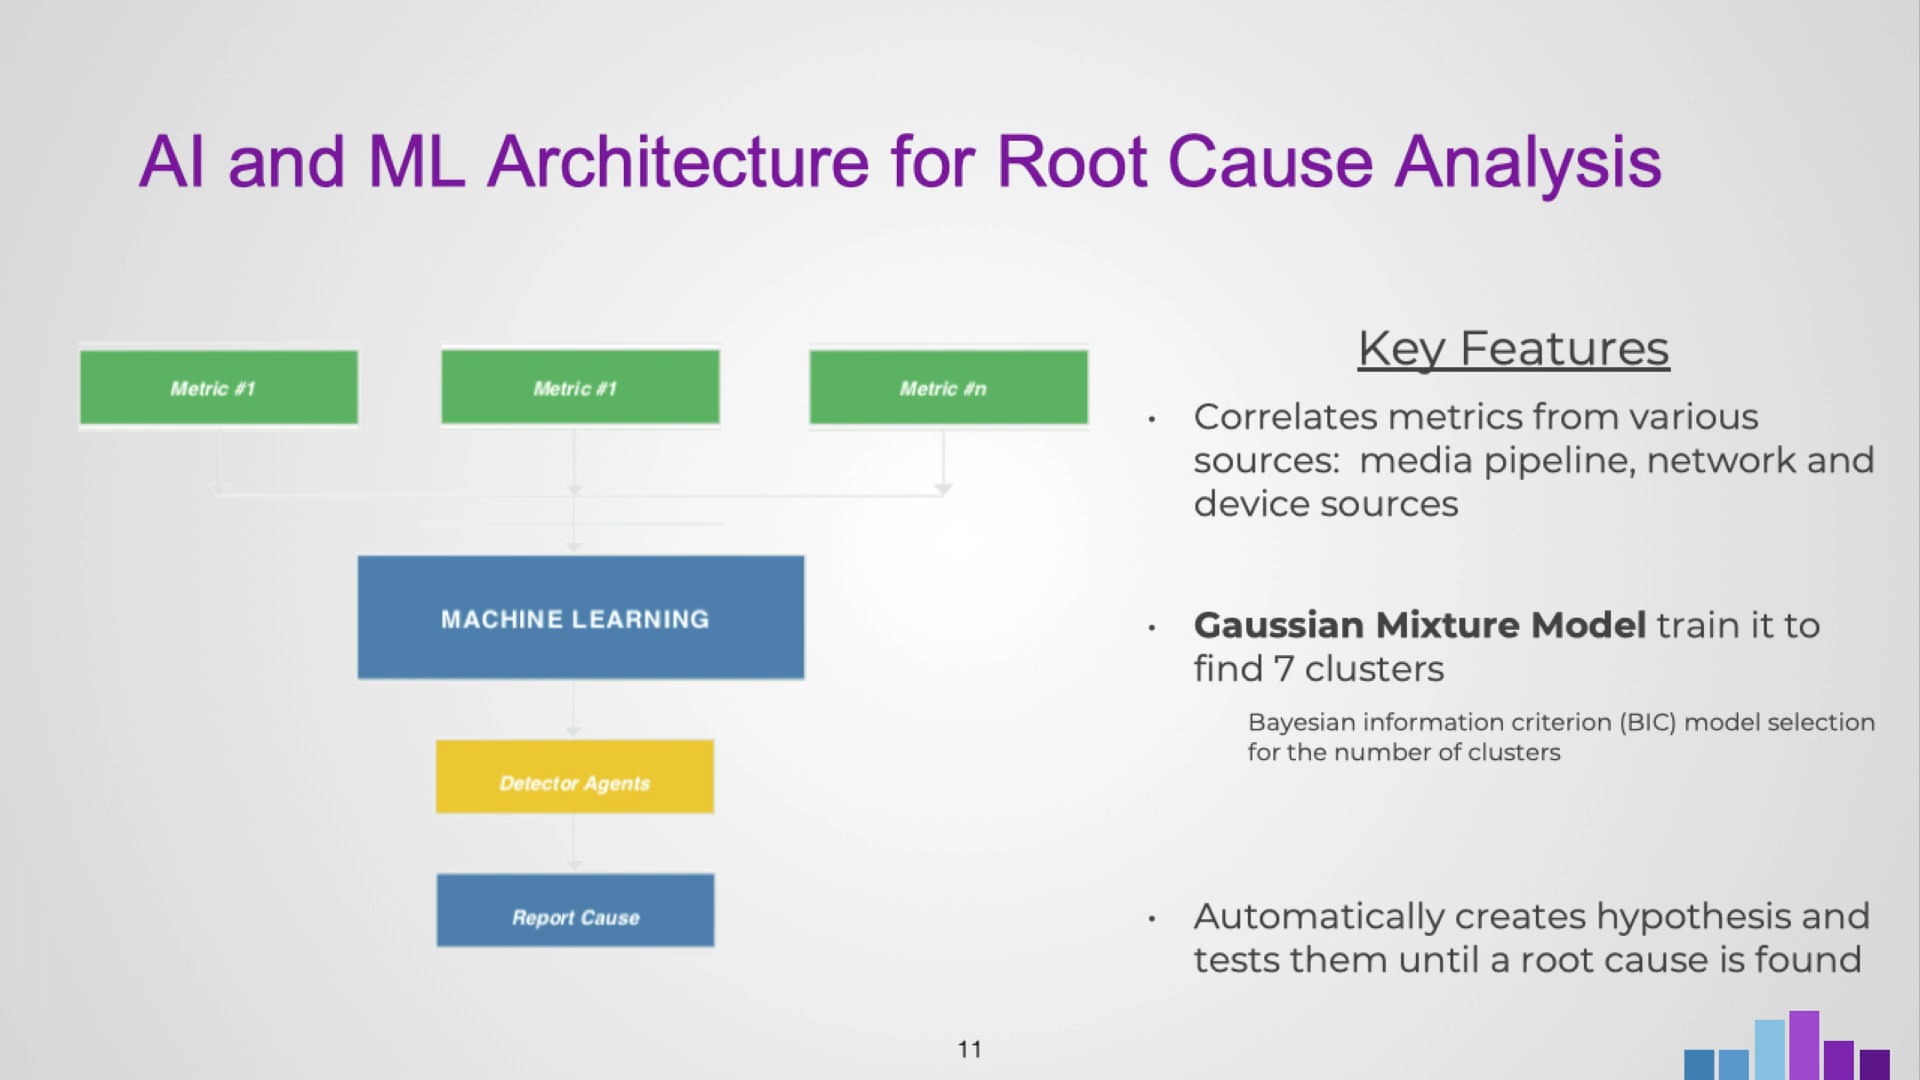 AI and ML Architecture for Root Cause Analysis
Metric #1
Metric #1
Metric #n
MACHINE LEARNING
Detector Agents
Report Cause
Key Features
• Correlates metrics from various
sources:  media pipeline, network and
device sources
• Gaussian Mixture Model train it to
find 7 clusters
Bayesian information criterion (BIC) model selection
for the number of clusters
• Automatically creates hypothesis and
tests them until a root cause is found
11